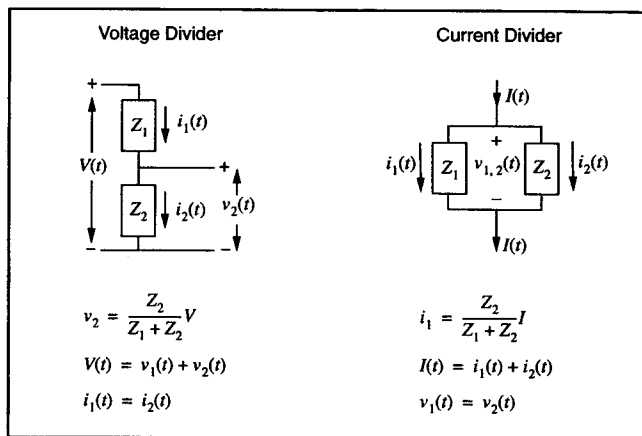 Voltage Divider
+
Z₁
i₁(t)
V(t)
+
Z₂
i₂(t)
v₂(t)
−
−
v₂ = Z₂ / (Z₁ + Z₂) V
V(t) = v₁(t) + v₂(t)
i₁(t) = i₂(t)
Current Divider
I(t)
+
i₁(t)
Z₁
v₁,₂(t)
Z₂
i₂(t)
−
I(t)
i₁ = Z₂ / (Z₁ + Z₂) I
I(t) = i₁(t) + i₂(t)
v₁(t) = v₂(t)